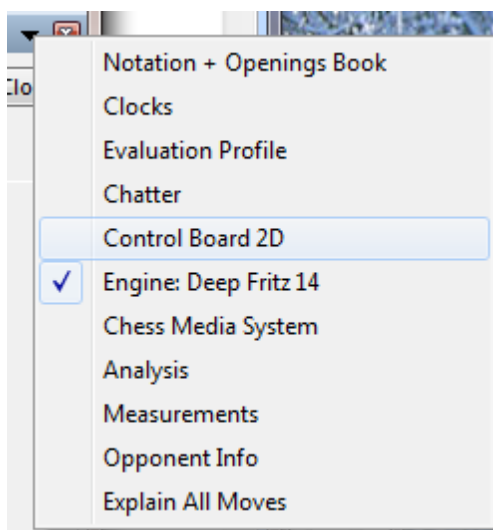 Clo
Notation + Openings Book
Clocks
Evaluation Profile
Chatter
Control Board 2D
Engine: Deep Fritz 14
Chess Media System
Analysis
Measurements
Opponent Info
Explain All Moves